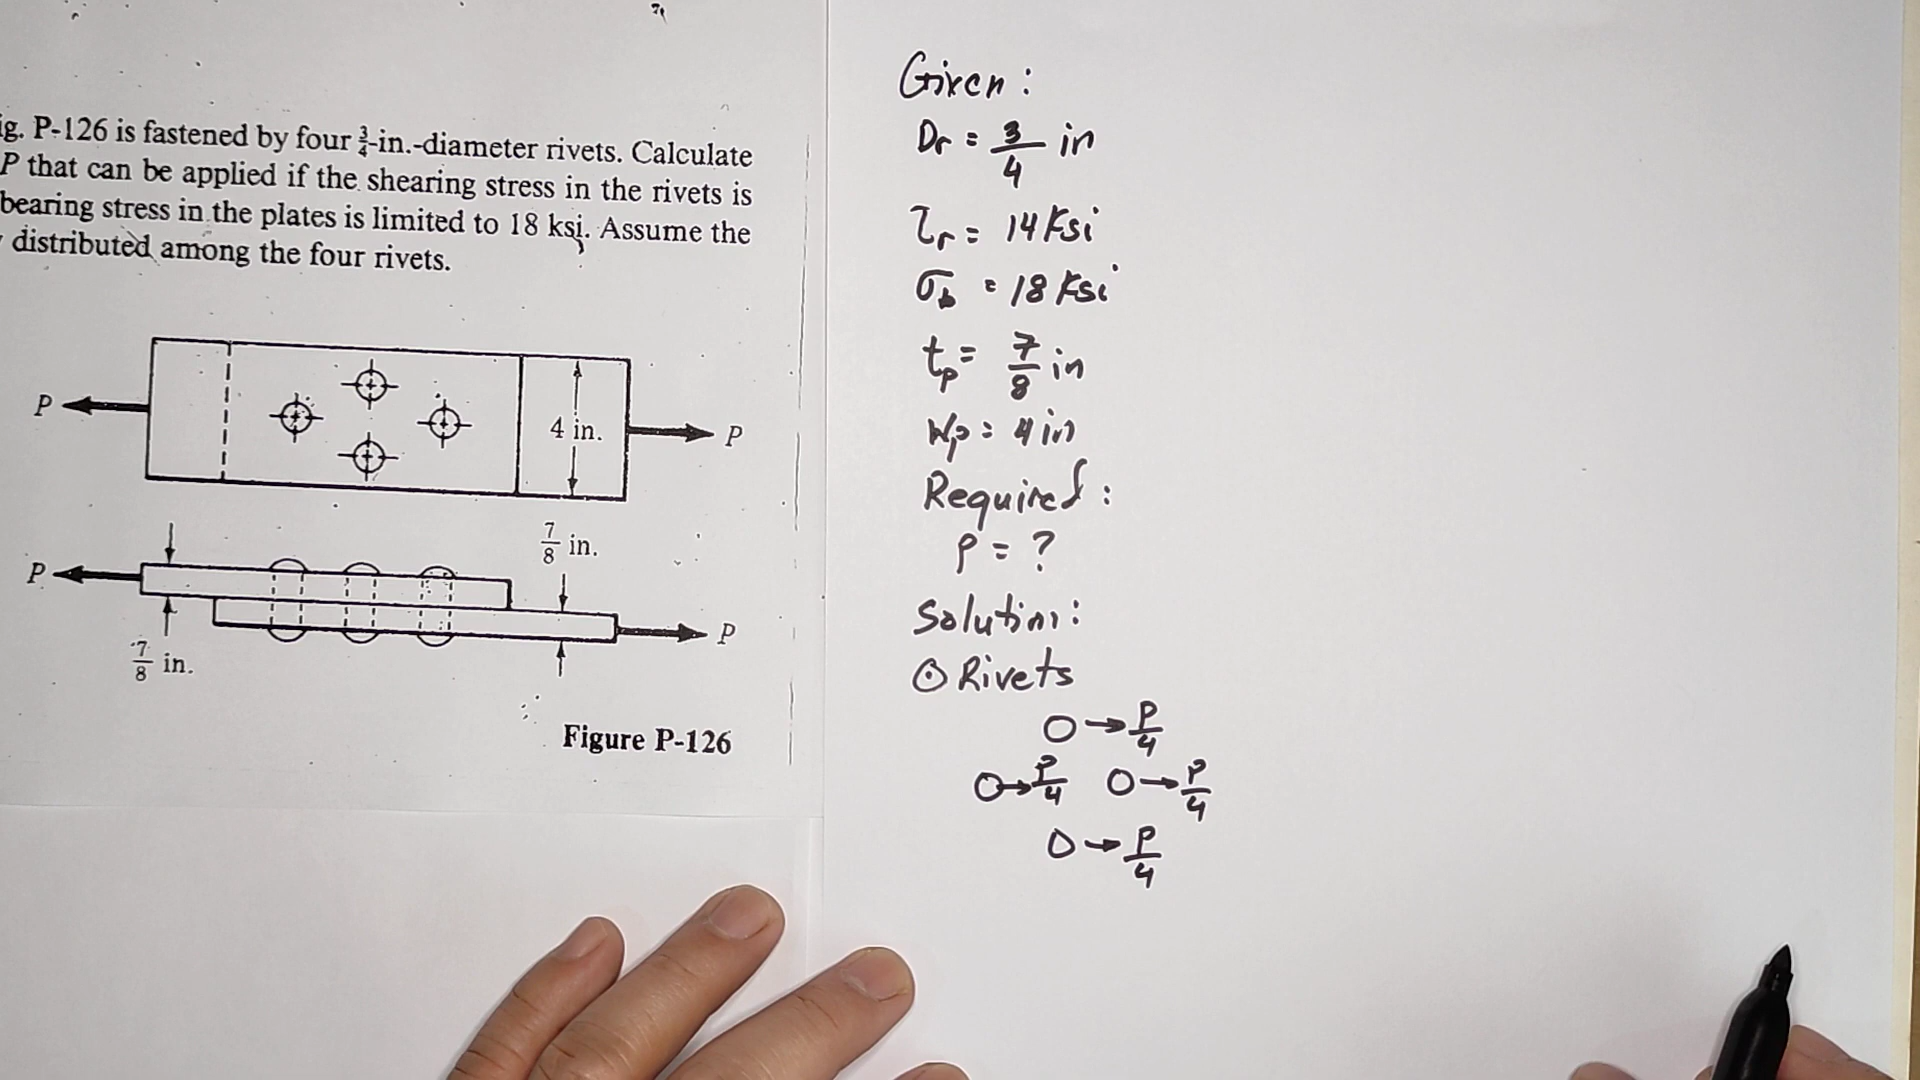 ig. P-126 is fastened by four 3/4-in.-diameter rivets. Calculate
P that can be applied if the shearing stress in the rivets is
bearing stress in the plates is limited to 18 ksi. Assume the
distributed among the four rivets.
P
4 in.
P
7/8 in.
P
P
7/8 in.
Figure P-126
Given:
Dr = 3/4 in
τr = 14 Ksi
σb = 18 Ksi
tp = 7/8 in
Wp = 4 in
Required:
P = ?
Solution:
⊙ Rivets
O → P/4
O → P/4 O → P/4
O → P/4